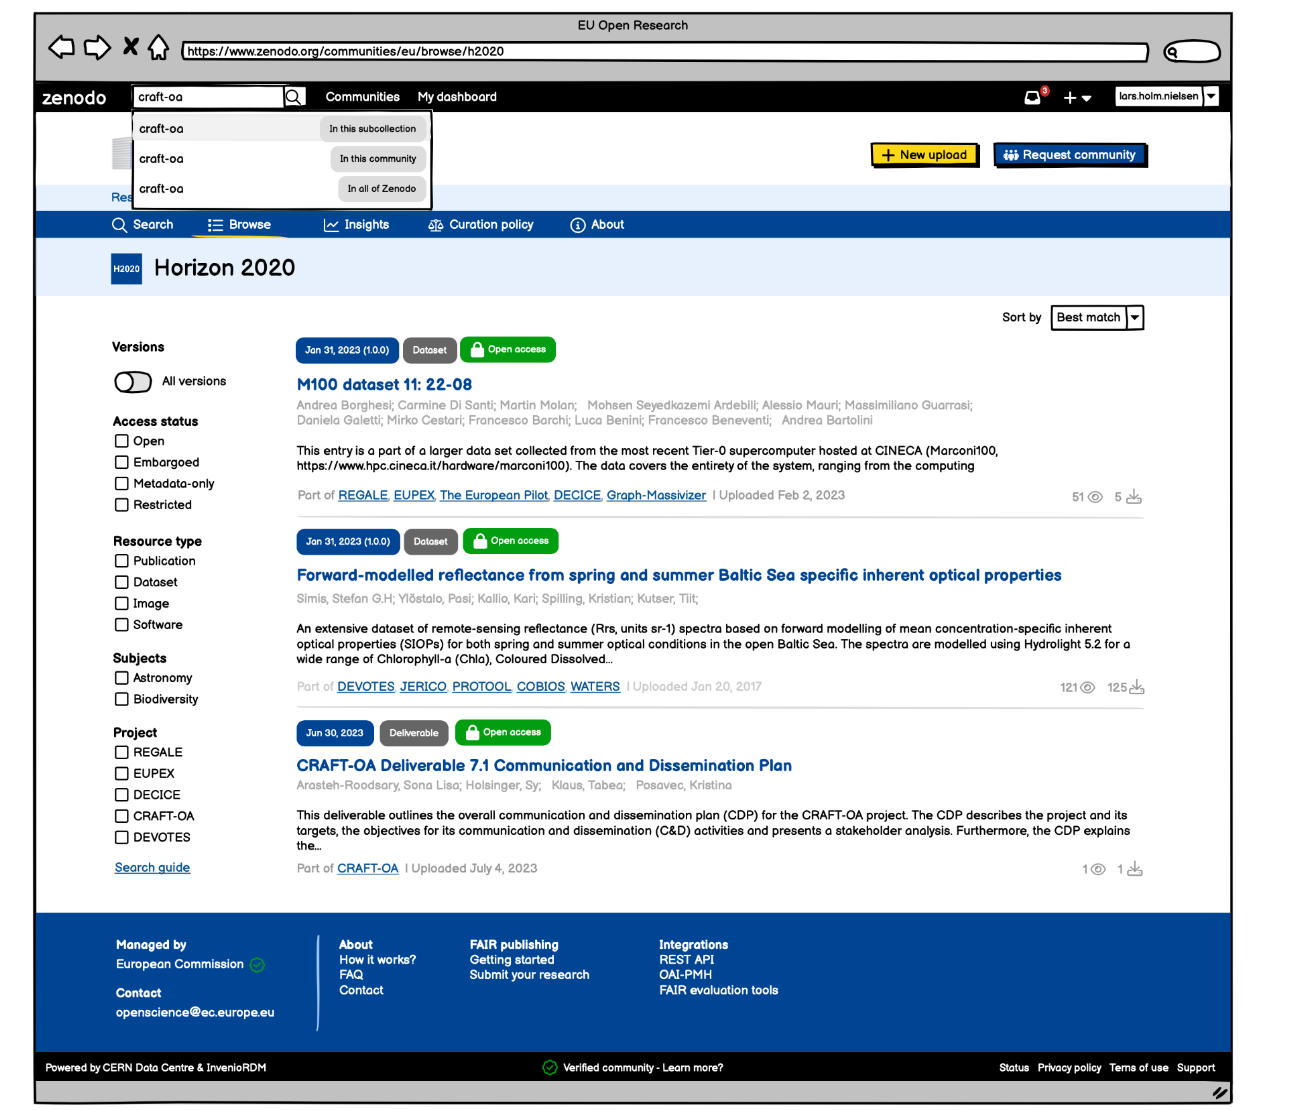 EU Open Research
https://www.zenodo.org/communities/eu/browse/h2020
zenodo craft-oa Communities My dashboard 3 lars.holm.nielsen
craft-oa In this subcollection
craft-oa In this community
craft-oa In all of Zenodo
New upload Request community
Res
Search Browse Insights Curation policy About
H2020 Horizon 2020
Sort by Best match
Versions
All versions
Access status
Open
Embargoed
Metadata-only
Restricted
Resource type
Publication
Dataset
Image
Software
Subjects
Astronomy
Biodiversity
Project
REGALE
EUPEX
DECICE
CRAFT-OA
DEVOTES
Search guide
Jan 31, 2023 (1.0.0) Dataset Open access
M100 dataset 11: 22-08
Andrea Borghesi; Carmine Di Santi; Martin Molan; Mohsen Seyedkazemi Ardebili; Alessio Mauri; Massimiliano Guarrasi;
Daniela Galetti; Mirko Cestari; Francesco Barchi; Luca Benini; Francesco Beneventi; Andrea Bartolini
This entry is a part of a larger data set collected from the most recent Tier-0 supercomputer hosted at CINECA (Marconi100,
https://www.hpc.cineca.it/hardware/marconi100). The data covers the entirety of the system, ranging from the computing
Part of REGALE, EUPEX, The European Pilot, DECICE, Graph-Massivizer | Uploaded Feb 2, 2023 51 5
Jan 31, 2023 (1.0.0) Dataset Open access
Forward-modelled reflectance from spring and summer Baltic Sea specific inherent optical properties
Simis, Stefan G.H; Ylöstalo, Pasi; Kallio, Kari; Spilling, Kristian; Kutser, Tiit;
An extensive dataset of remote-sensing reflectance (Rrs, units sr-1) spectra based on forward modelling of mean concentration-specific inherent
optical properties (SIOPs) for both spring and summer optical conditions in the open Baltic Sea. The spectra are modelled using Hydrolight 5.2 for a
wide range of Chlorophyll-a (Chla), Coloured Dissolved...
Part of DEVOTES, JERICO, PROTOOL, COBIOS, WATERS | Uploaded Jan 20, 2017 121 125
Jun 30, 2023 Deliverable Open access
CRAFT-OA Deliverable 7.1 Communication and Dissemination Plan
Arasteh-Roodsary, Sona Lisa; Holsinger, Sy; Klaus, Tabea; Posavec, Kristina
This deliverable outlines the overall communication and dissemination plan (CDP) for the CRAFT-OA project. The CDP describes the project and its
targets, the objectives for its communication and dissemination (C&D) activities and presents a stakeholder analysis. Furthermore, the CDP explains
the...
Part of CRAFT-OA | Uploaded July 4, 2023 1 1
Managed by
European Commission
Contact
openscience@ec.europe.eu
About
How it works?
FAQ
Contact
FAIR publishing
Getting started
Submit your research
Integrations
REST API
OAI-PMH
FAIR evaluation tools
Powered by CERN Data Centre & InvenioRDM Verified community - Learn more? Status Privacy policy Terms of use Support